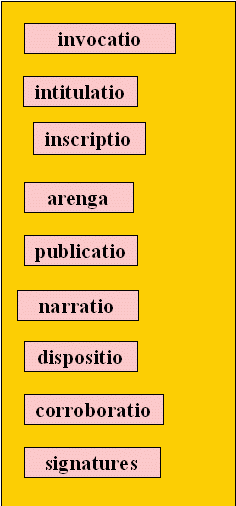 invocatio
intitulatio
inscriptio
arenga
publicatio
narratio
dispositio
corroboratio
signatures